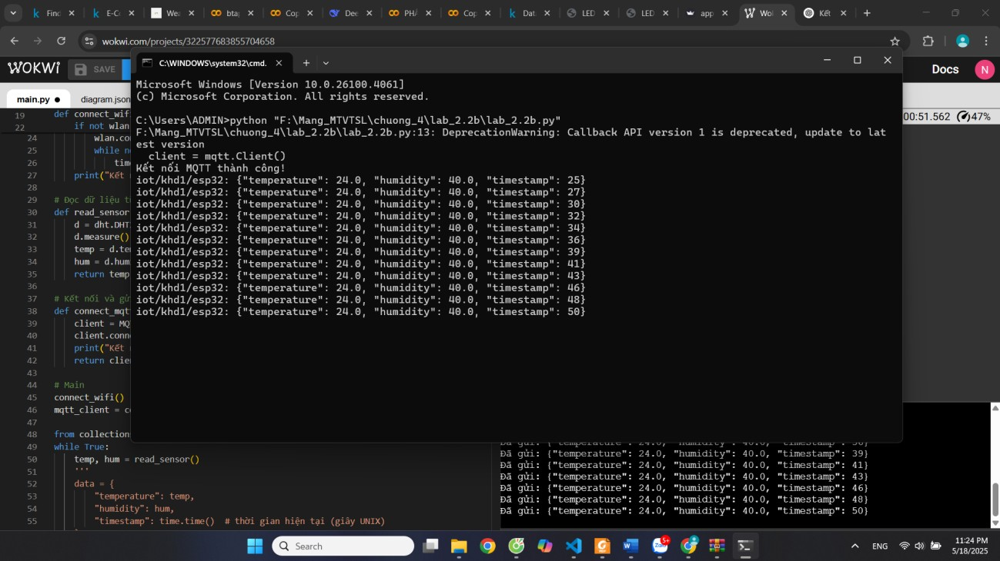 Find
E-C
Wea
btap
Cop
Dee
PHÂ
Cop
Dat
LED
LED
app
Wo
Kết
wokwi.com/projects/322577683855704658
WOKWI
SAVE
Docs
N
main.py
diagram.json
00:51.562
47%
C:\WINDOWS\system32\cmd.
Microsoft Windows [Version 10.0.26100.4061]
(c) Microsoft Corporation. All rights reserved.
C:\Users\ADMIN>python "F:\Mang_MTVTSL\chuong_4\lab_2.2b\lab_2.2b.py"
F:\Mang_MTVTSL\chuong_4\lab_2.2b\lab_2.2b.py:13: DeprecationWarning: Callback API version 1 is deprecated, update to lat
est version
client = mqtt.Client()
Kết nối MQTT thành công!
iot/khd1/esp32: {"temperature": 24.0, "humidity": 40.0, "timestamp": 25}
iot/khd1/esp32: {"temperature": 24.0, "humidity": 40.0, "timestamp": 27}
iot/khd1/esp32: {"temperature": 24.0, "humidity": 40.0, "timestamp": 30}
iot/khd1/esp32: {"temperature": 24.0, "humidity": 40.0, "timestamp": 32}
iot/khd1/esp32: {"temperature": 24.0, "humidity": 40.0, "timestamp": 34}
iot/khd1/esp32: {"temperature": 24.0, "humidity": 40.0, "timestamp": 36}
iot/khd1/esp32: {"temperature": 24.0, "humidity": 40.0, "timestamp": 39}
iot/khd1/esp32: {"temperature": 24.0, "humidity": 40.0, "timestamp": 41}
iot/khd1/esp32: {"temperature": 24.0, "humidity": 40.0, "timestamp": 43}
iot/khd1/esp32: {"temperature": 24.0, "humidity": 40.0, "timestamp": 46}
iot/khd1/esp32: {"temperature": 24.0, "humidity": 40.0, "timestamp": 48}
iot/khd1/esp32: {"temperature": 24.0, "humidity": 40.0, "timestamp": 50}
19 def connect_wifi
22 if not wlan
24 wlan.con
25 while no
26 time
27 print("Kết
28
29 # Đọc dữ liệu từ
30 def read_sensor
31 d = dht.DHT
32 d.measure()
33 temp = d.te
34 hum = d.hum
35 return temp
36
37 # Kết nối và gử
38 def connect_mqt
39 client = MQ
40 client.conn
41 print("Kết
42 return clie
43
44 # Main
45 connect_wifi()
46 mqtt_client = co
47
48 from collection
49 while True:
50 temp, hum = read_sensor()
51 '''
52 data = {
53 "temperature": temp,
54 "humidity": hum,
55 "timestamp": time.time()  # thời gian hiện tại (giây UNIX)
Đã gửi: {"temperature": 24.0, "humidity": 40.0, "timestamp": 36}
Đã gửi: {"temperature": 24.0, "humidity": 40.0, "timestamp": 39}
Đã gửi: {"temperature": 24.0, "humidity": 40.0, "timestamp": 41}
Đã gửi: {"temperature": 24.0, "humidity": 40.0, "timestamp": 43}
Đã gửi: {"temperature": 24.0, "humidity": 40.0, "timestamp": 46}
Đã gửi: {"temperature": 24.0, "humidity": 40.0, "timestamp": 48}
Đã gửi: {"temperature": 24.0, "humidity": 40.0, "timestamp": 50}
Search
Zalo
5+
ENG
11:24 PM
5/18/2025